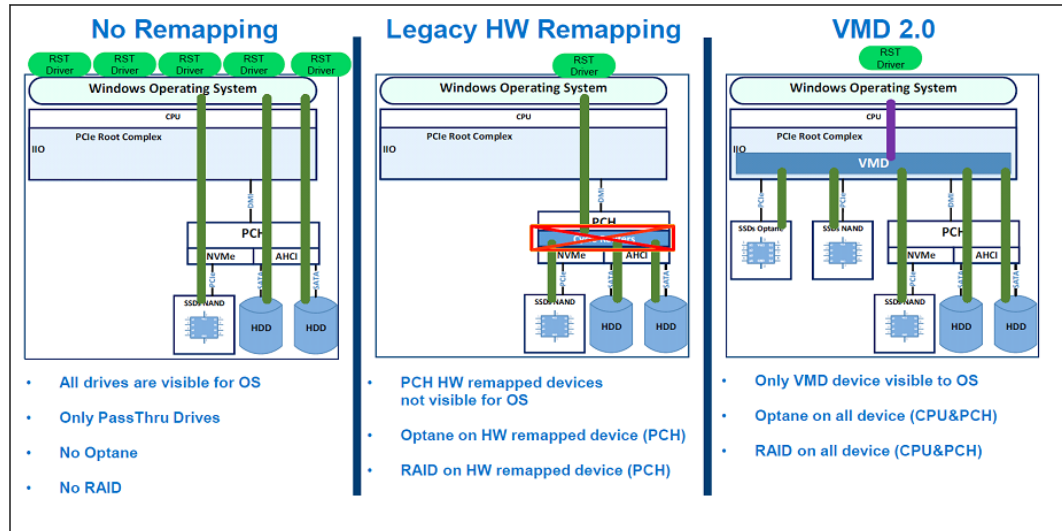 No Remapping
RST
Driver
RST
Driver
RST
Driver
RST
Driver
RST
Driver
Windows Operating System
CPU
PCIe Root Complex
IIO
DMI
PCH
NVMe
AHCI
PCIe
SATA
SATA
SSDs NAND
HDD
HDD
• All drives are visible for OS
• Only PassThru Drives
• No Optane
• No RAID
Legacy HW Remapping
RST
Driver
Windows Operating System
CPU
PCIe Root Complex
IIO
DMI
PCH
NVMe
AHCI
PCIe
SATA
SATA
SSDs NAND
HDD
HDD
• PCH HW remapped devices
not visible for OS
• Optane on HW remapped device (PCH)
• RAID on HW remapped device (PCH)
VMD 2.0
RST
Driver
Windows Operating System
CPU
PCIe Root Complex
IIO
VMD
PCIe
PCIe
DMI
SSDs Optane
SSDs NAND
PCH
NVMe
AHCI
PCIe
SATA
SATA
SSDs NAND
HDD
HDD
• Only VMD device visible to OS
• Optane on all device (CPU&PCH)
• RAID on all device (CPU&PCH)